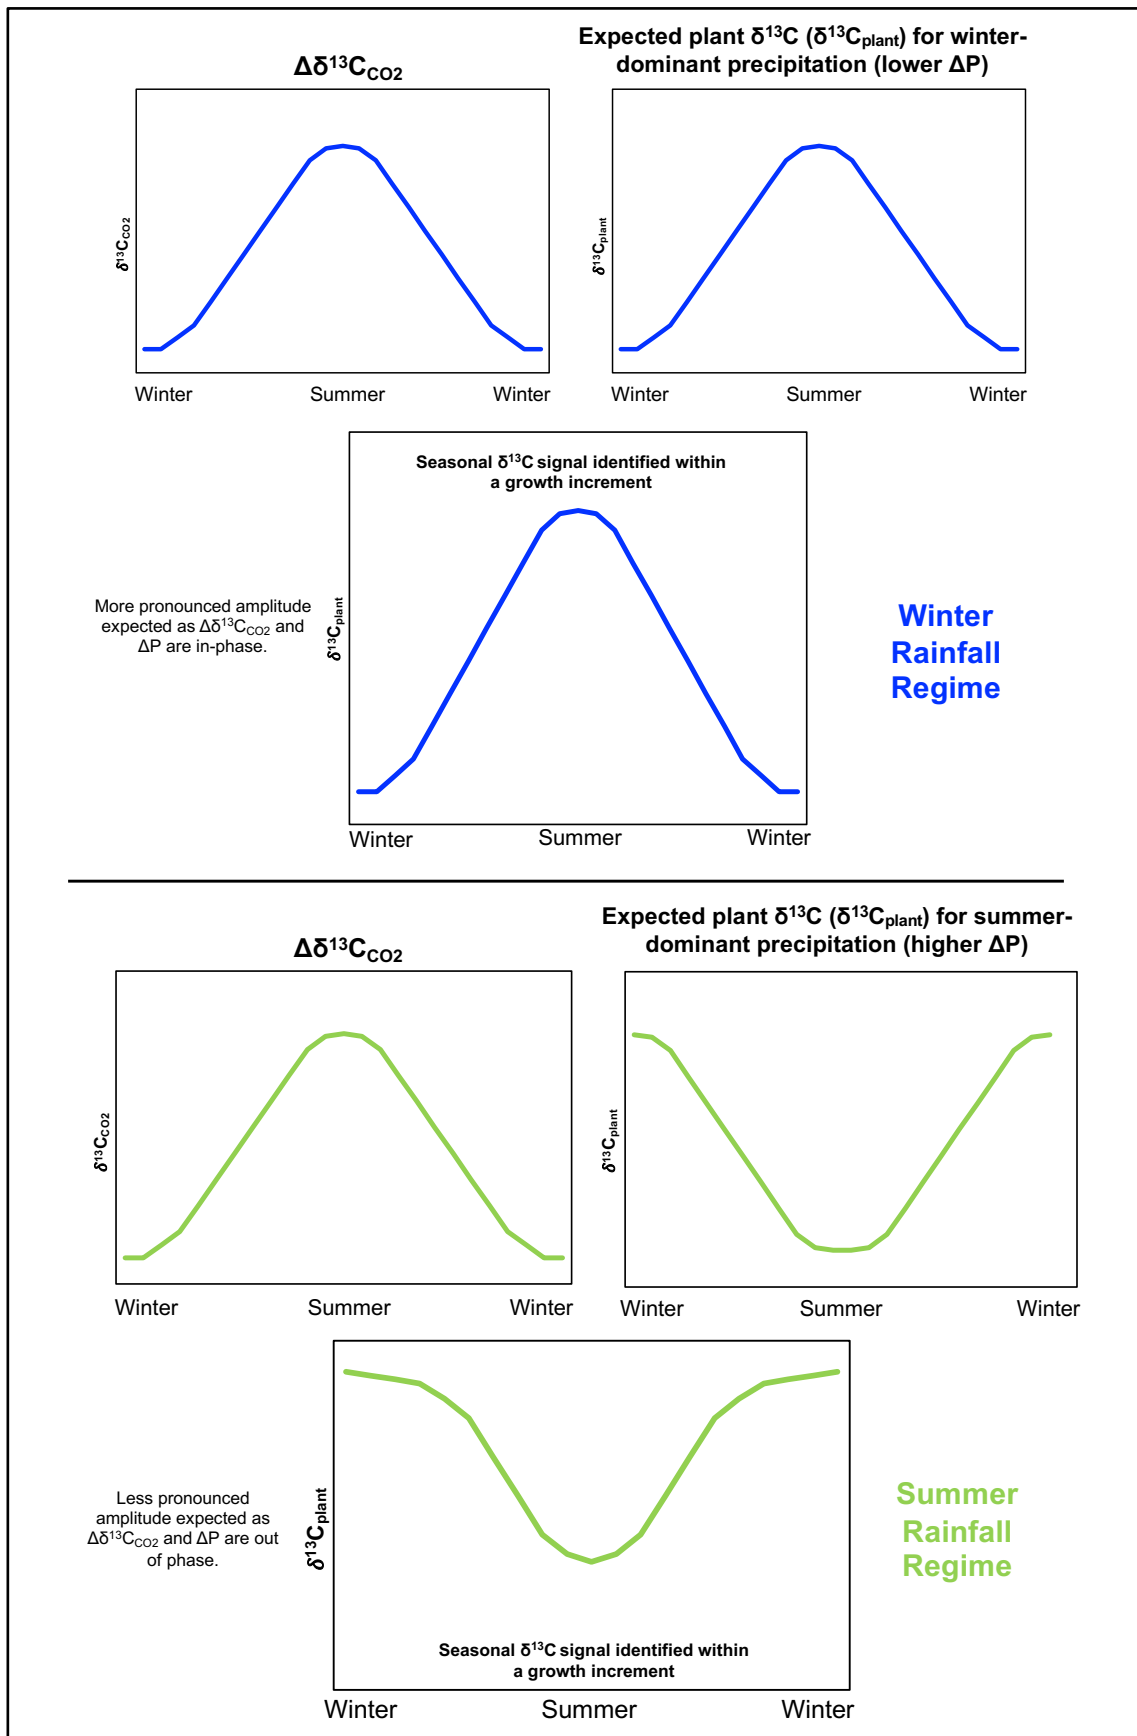 Δδ¹³C_CO2
Expected plant δ¹³C (δ¹³C_plant) for winter-
dominant precipitation (lower ΔP)
δ¹³C_CO2
Winter Summer Winter
δ¹³C_plant
Winter Summer Winter
Seasonal δ¹³C signal identified within
a growth increment
More pronounced amplitude
expected as Δδ¹³C_CO2 and
ΔP are in-phase.
δ¹³C_plant
Winter Summer Winter
Winter
Rainfall
Regime
Δδ¹³C_CO2
Expected plant δ¹³C (δ¹³C_plant) for summer-
dominant precipitation (higher ΔP)
δ¹³C_CO2
Winter Summer Winter
δ¹³C_plant
Winter Summer Winter
Less pronounced
amplitude expected as
Δδ¹³C_CO2 and ΔP are out
of phase.
δ¹³C_plant
Seasonal δ¹³C signal identified within
a growth increment
Winter Summer Winter
Summer
Rainfall
Regime